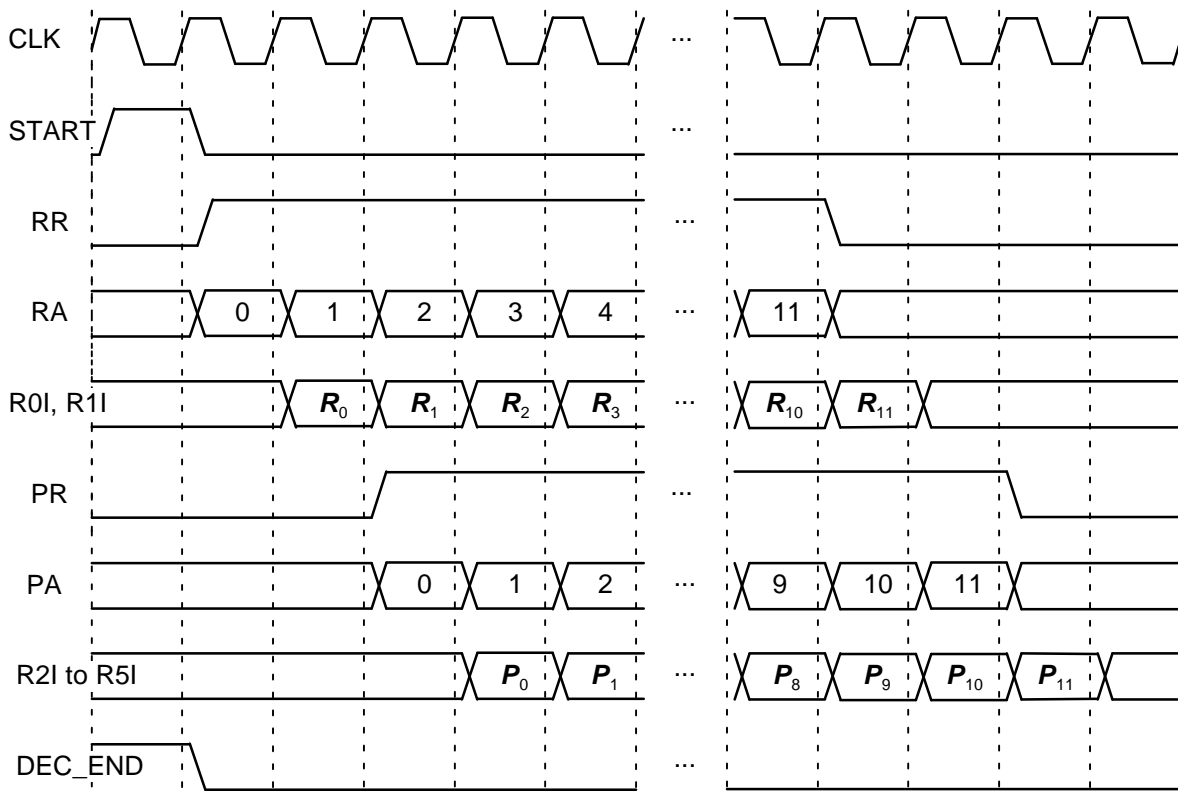 CLK ...
START ...
RR ...
RA 0 1 2 3 4 ... 11
R0I, R1I R₀ R₁ R₂ R₃ ... R₁₀ R₁₁
PR ...
PA 0 1 2 ... 9 10 11
R2I to R5I P₀ P₁ ... P₈ P₉ P₁₀ P₁₁
DEC_END ...